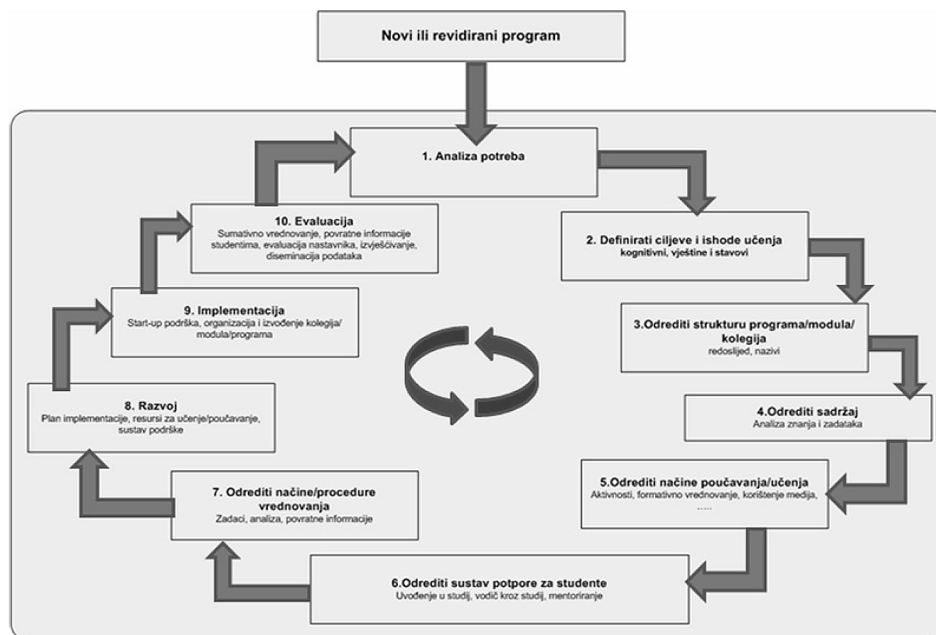 Novi ili revidirani program
1. Analiza potreba
2. Definirati ciljeve i ishode učenja
kognitivni, vještine i stavovi
3.Odrediti strukturu programa/modula/
kolegija
redoslijed, nazivi
4.Odrediti sadržaj
Analiza znanja i zadataka
5.Odrediti načine poučavanja/učenja
Aktivnosti, formativno vrednovanje, korištenje medija,
.....
6.Odrediti sustav potpore za studente
Uvođenje u studij, vodič kroz studij, mentoriranje
7. Odrediti načine/procedure
vrednovanja
Zadaci, analiza, povratne informacije
8. Razvoj
Plan implementacije, resursi za učenje/poučavanje,
sustav podrške
9. Implementacija
Start-up podrška, organizacija i izvođenje kolegija/
modula/programa
10. Evaluacija
Sumativno vrednovanje, povratne informacije
studentima, evaluacija nastavnika, izvješćivanje,
diseminacija podataka